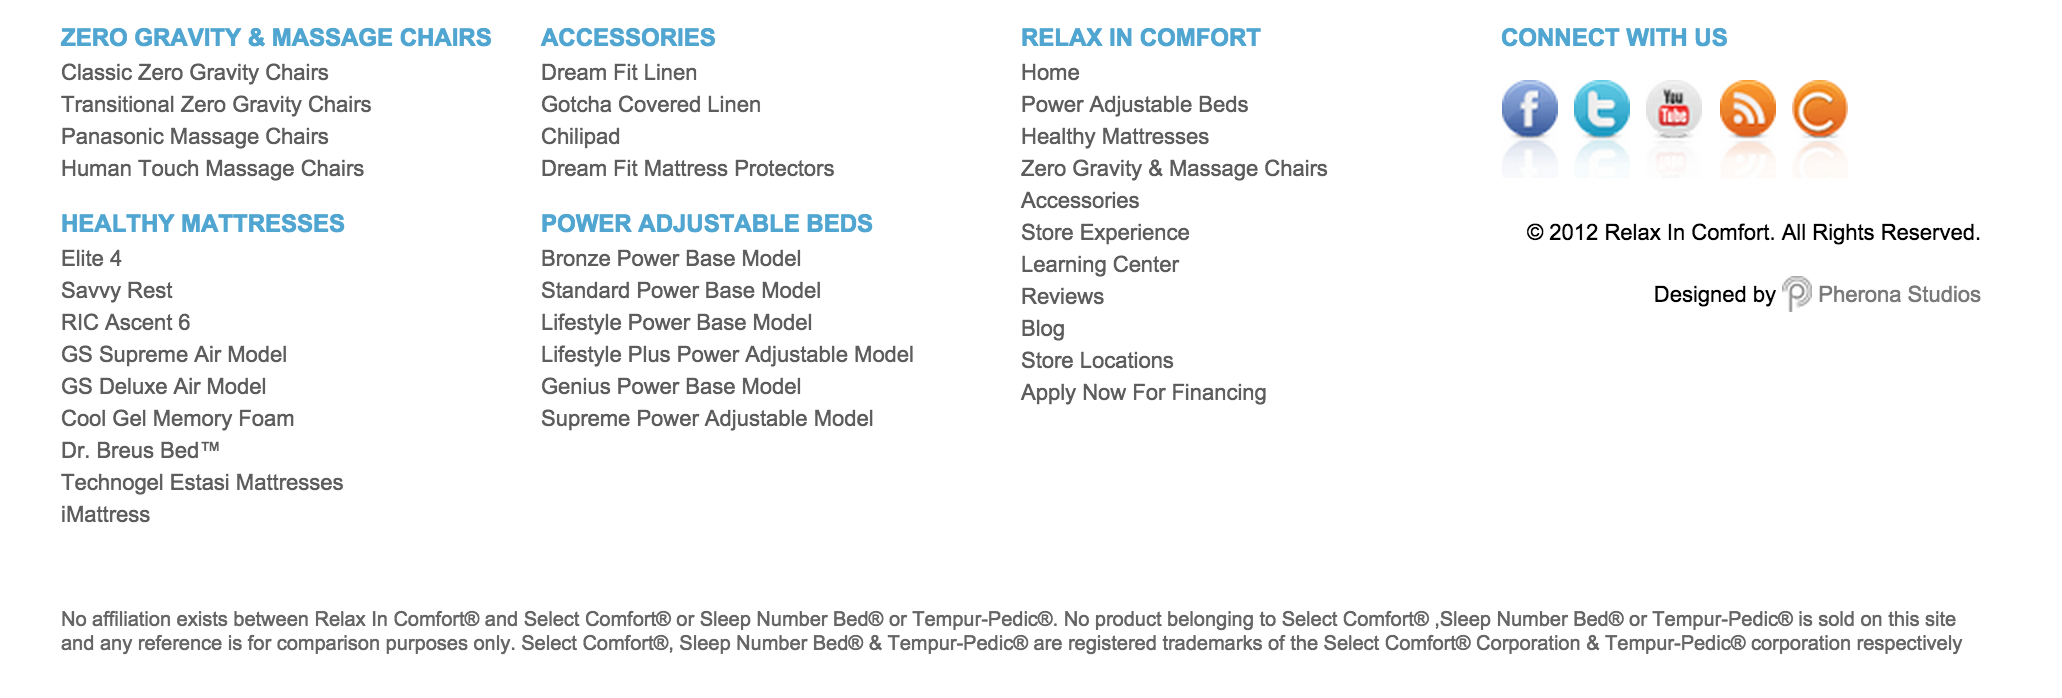 ZERO GRAVITY & MASSAGE CHAIRS
Classic Zero Gravity Chairs
Transitional Zero Gravity Chairs
Panasonic Massage Chairs
Human Touch Massage Chairs
HEALTHY MATTRESSES
Elite 4
Savvy Rest
RIC Ascent 6
GS Supreme Air Model
GS Deluxe Air Model
Cool Gel Memory Foam
Dr. Breus Bed™
Technogel Estasi Mattresses
iMattress
ACCESSORIES
Dream Fit Linen
Gotcha Covered Linen
Chilipad
Dream Fit Mattress Protectors
POWER ADJUSTABLE BEDS
Bronze Power Base Model
Standard Power Base Model
Lifestyle Power Base Model
Lifestyle Plus Power Adjustable Model
Genius Power Base Model
Supreme Power Adjustable Model
RELAX IN COMFORT
Home
Power Adjustable Beds
Healthy Mattresses
Zero Gravity & Massage Chairs
Accessories
Store Experience
Learning Center
Reviews
Blog
Store Locations
Apply Now For Financing
CONNECT WITH US
You
Tube
© 2012 Relax In Comfort. All Rights Reserved.
Designed by Pherona Studios
No affiliation exists between Relax In Comfort® and Select Comfort® or Sleep Number Bed® or Tempur-Pedic®. No product belonging to Select Comfort® ,Sleep Number Bed® or Tempur-Pedic® is sold on this site
and any reference is for comparison purposes only. Select Comfort®, Sleep Number Bed® & Tempur-Pedic® are registered trademarks of the Select Comfort® Corporation & Tempur-Pedic® corporation respectively